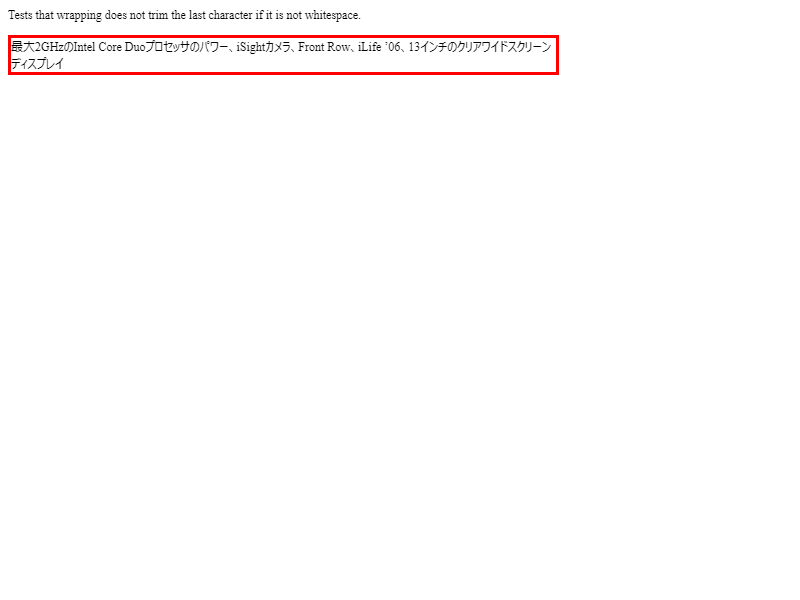 Tests that wrapping does not trim the last character if it is not whitespace.
最大2GHzのIntel Core Duoプロセッサのパワー、iSightカメラ、Front Row、iLife ’06、13インチのクリアワイドスクリーン
ディスプレイ